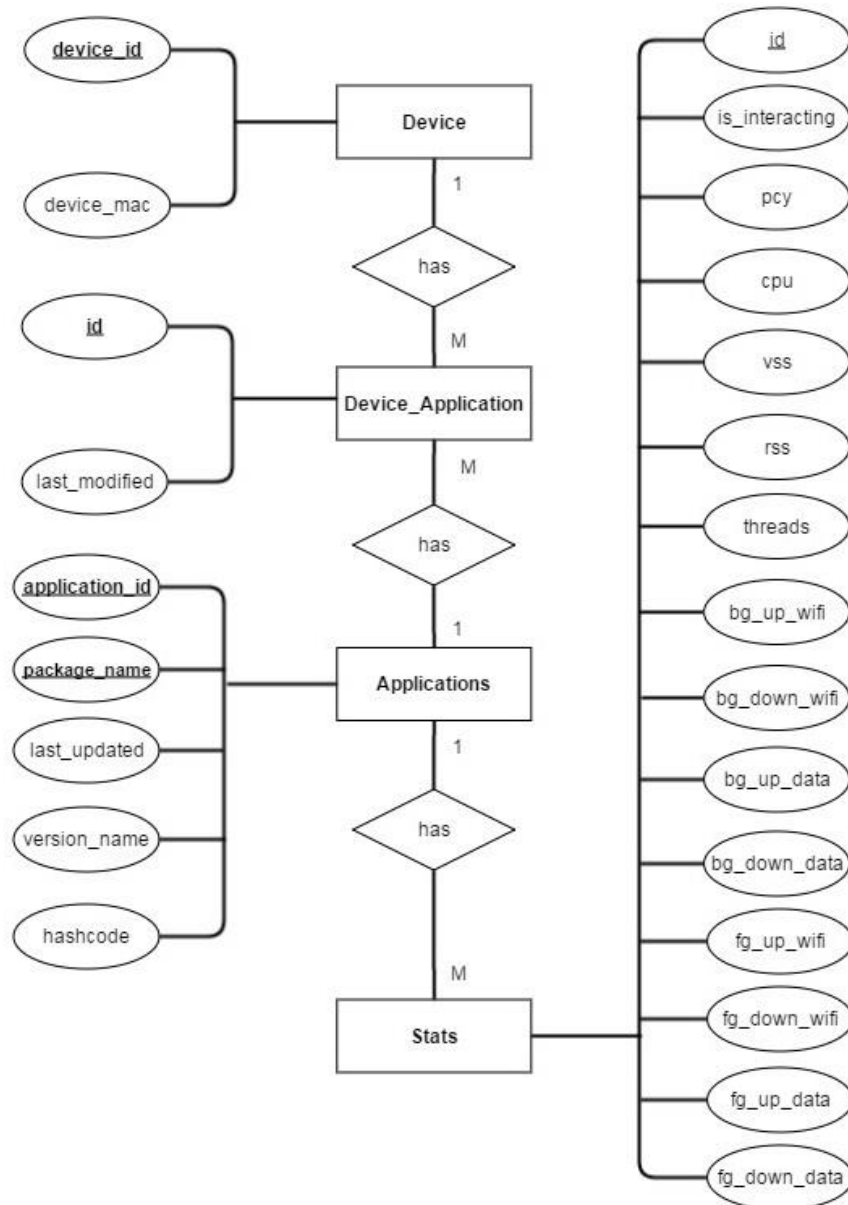 device_id
Device
device_mac
1
has
M
id
Device_Application
last_modified
M
has
1
application_id
package_name
Applications
last_updated
version_name
hashcode
1
has
M
Stats
id
is_interacting
pcy
cpu
vss
rss
threads
bg_up_wifi
bg_down_wifi
bg_up_data
bg_down_data
fg_up_wifi
fg_down_wifi
fg_up_data
fg_down_data